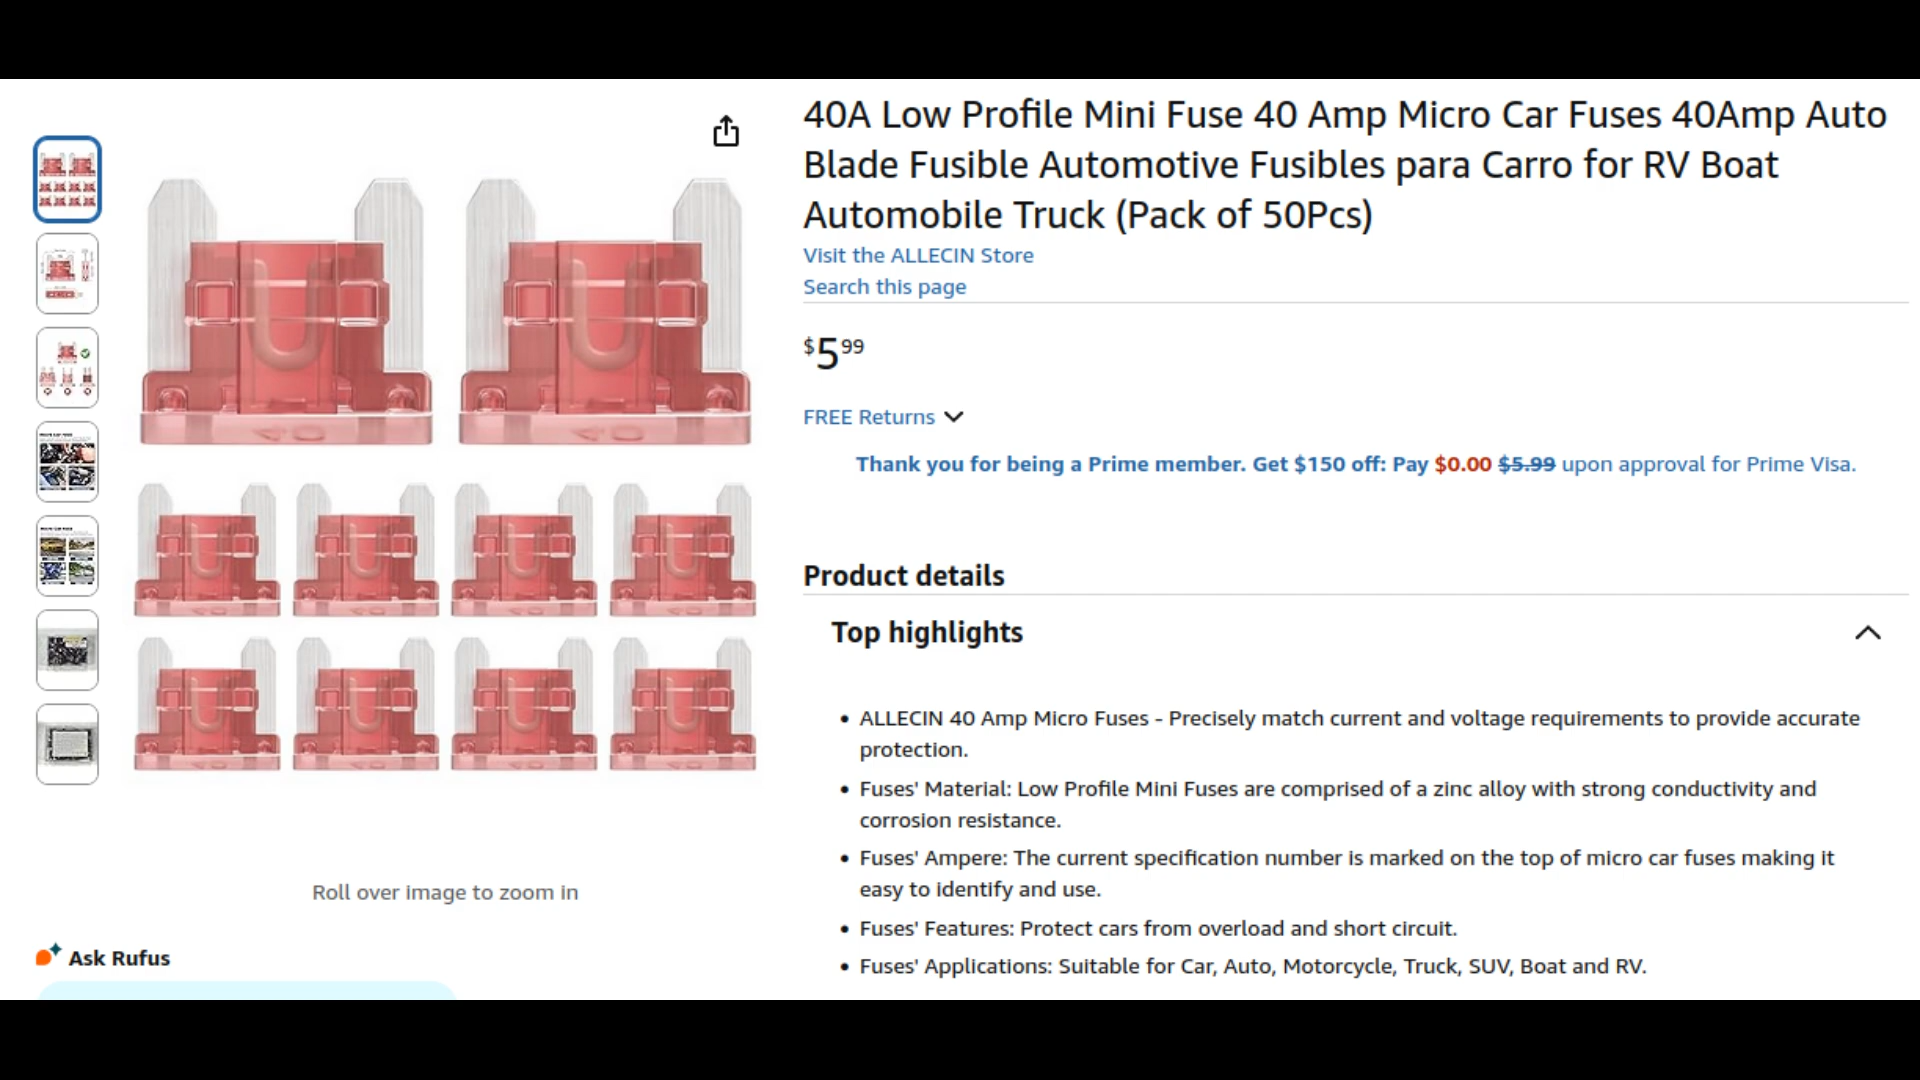 40A Low Profile Mini Fuse 40 Amp Micro Car Fuses 40Amp Auto
Blade Fusible Automotive Fusibles para Carro for RV Boat
Automobile Truck (Pack of 50Pcs)
Visit the ALLECIN Store
Search this page
$5.99
FREE Returns
Thank you for being a Prime member. Get $150 off: Pay $0.00 $5.99 upon approval for Prime Visa.
Product details
Top highlights
• ALLECIN 40 Amp Micro Fuses - Precisely match current and voltage requirements to provide accurate
protection.
• Fuses' Material: Low Profile Mini Fuses are comprised of a zinc alloy with strong conductivity and
corrosion resistance.
• Fuses' Ampere: The current specification number is marked on the top of micro car fuses making it
easy to identify and use.
• Fuses' Features: Protect cars from overload and short circuit.
• Fuses' Applications: Suitable for Car, Auto, Motorcycle, Truck, SUV, Boat and RV.
Roll over image to zoom in
Ask Rufus